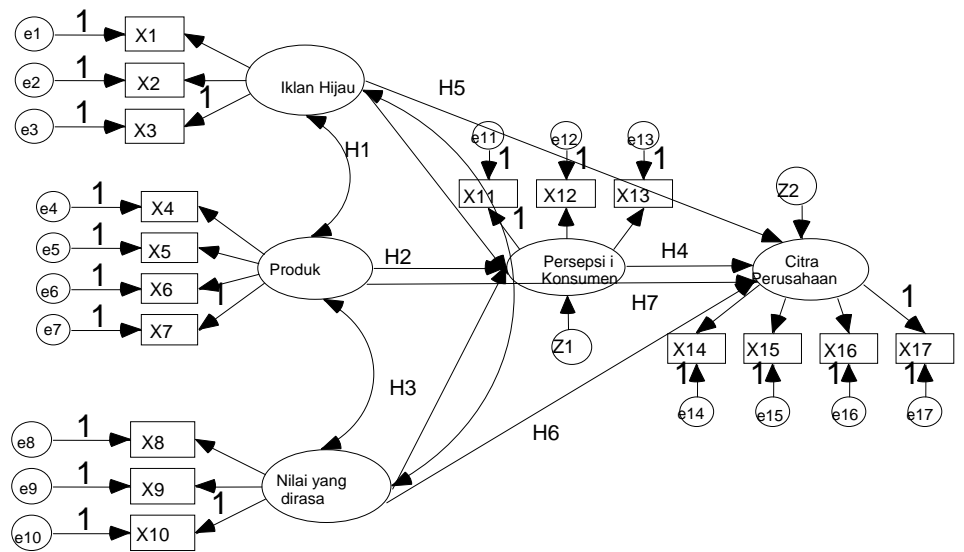 e1 1 X1
e2 1 X2
e3 1 X3
1
Iklan Hijau
H5
H1
e11 e12 e13
1 1 1
X11 X12 X13
1
Z2
e4 1 X4
e5 1 X5
e6 1 X6
e7 1 X7
1
Produk
H2
Persepsi i
Konsumen
H4
H7
Citra
Perusahaan
1
Z1
X14 X15 X16 X17
1 1 1 1
e14 e15 e16 e17
H3
H6
e8 1 X8
e9 1 X9
e10 1 X10
1
Nilai yang
dirasa